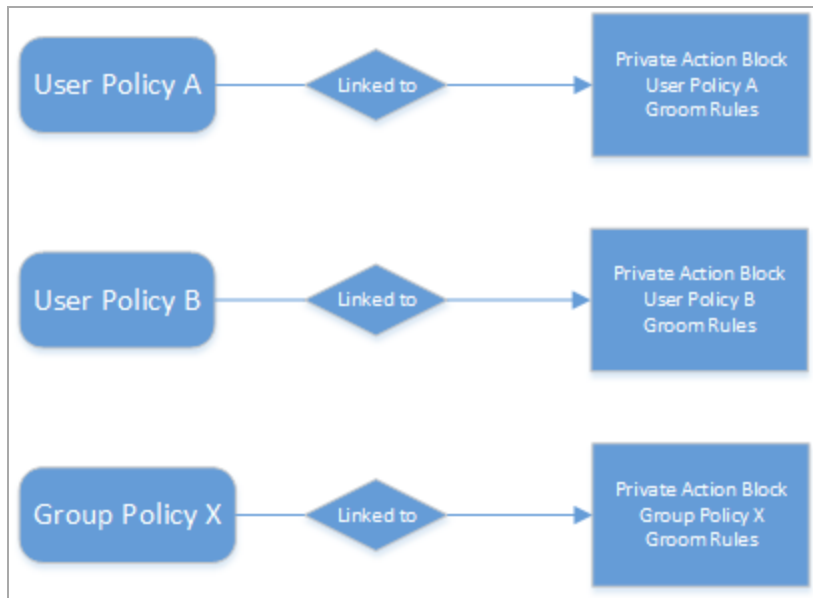 User Policy A
Linked to
Private Action Block
User Policy A
Groom Rules
User Policy B
Linked to
Private Action Block
User Policy B
Groom Rules
Group Policy X
Linked to
Private Action Block
Group Policy X
Groom Rules